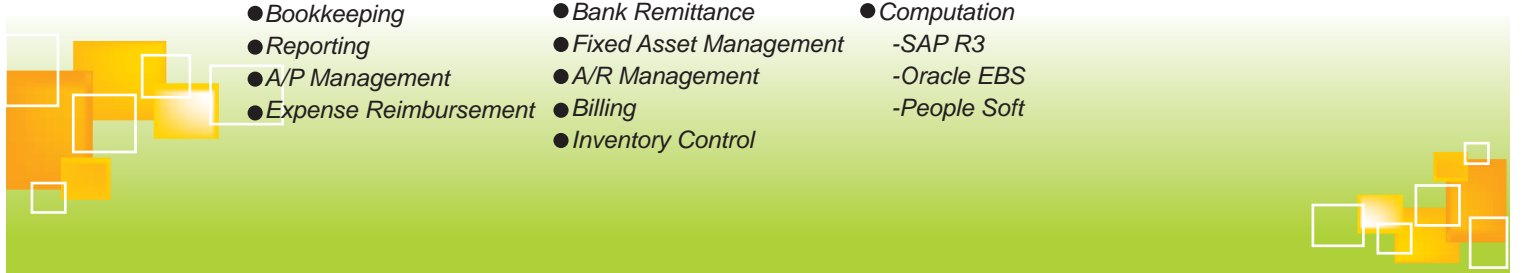 ●Bookkeeping
●Reporting
●A/P Management
●Expense Reimbursement
●Bank Remittance
●Fixed Asset Management
●A/R Management
●Billing
●Inventory Control
●Computation
-SAP R3
-Oracle EBS
-People Soft